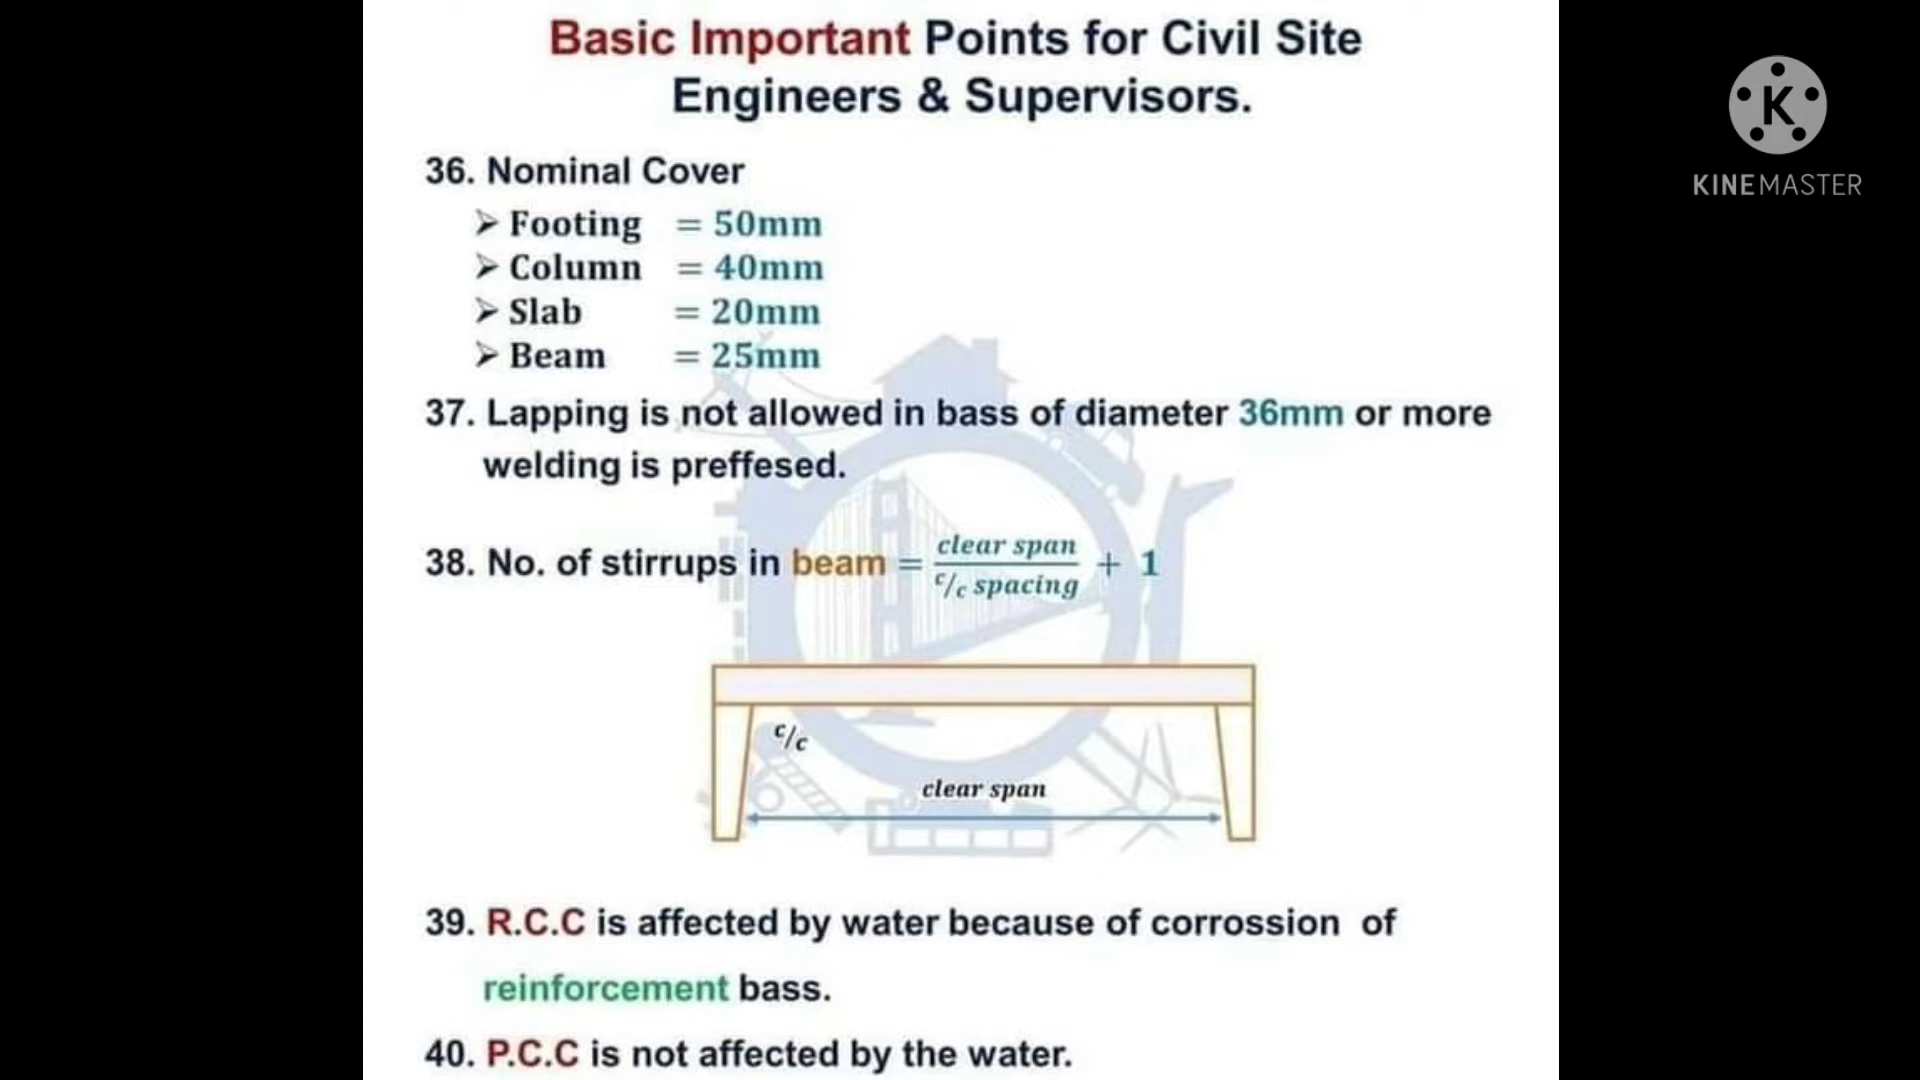 Basic Important Points for Civil Site
Engineers & Supervisors.
KINEMASTER
36. Nominal Cover
➢ Footing = 50mm
➢ Column = 40mm
➢ Slab = 20mm
➢ Beam = 25mm
37. Lapping is not allowed in bass of diameter 36mm or more
welding is preffesed.
38. No. of stirrups in beam = clear span / c/c spacing + 1
c/c
clear span
39. R.C.C is affected by water because of corrossion of
reinforcement bass.
40. P.C.C is not affected by the water.